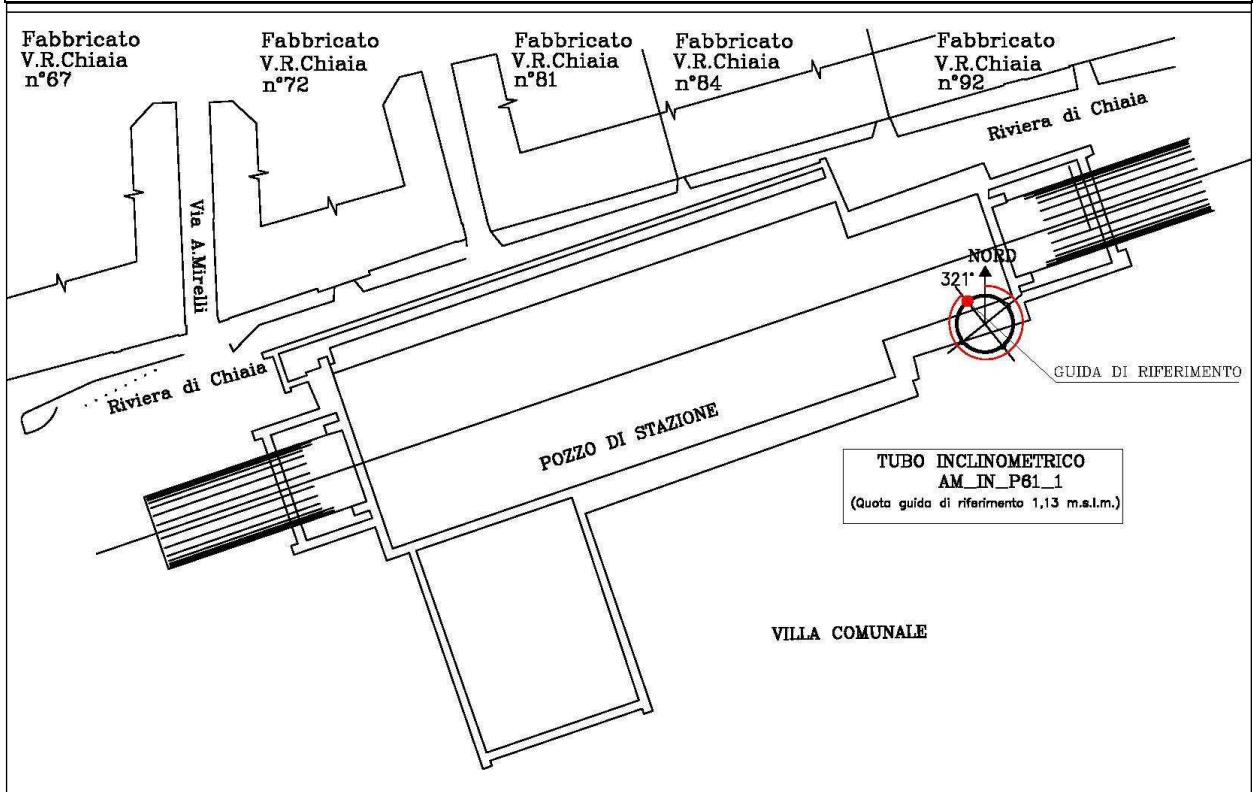 Fabbricato
V.R.Chiaia
n°67
Fabbricato
V.R.Chiaia
n°72
Fabbricato
V.R.Chiaia
n°81
Fabbricato
V.R.Chiaia
n°84
Fabbricato
V.R.Chiaia
n°92
Riviera di Chiaia
Via A.Mirelli
NORD
321°
GUIDA DI RIFERIMENTO
Riviera di Chiaia
POZZO DI STAZIONE
TUBO INCLINOMETRICO
AM_IN_P61_1
(Quota guida di riferimento 1,13 m.s.l.m.)
VILLA COMUNALE